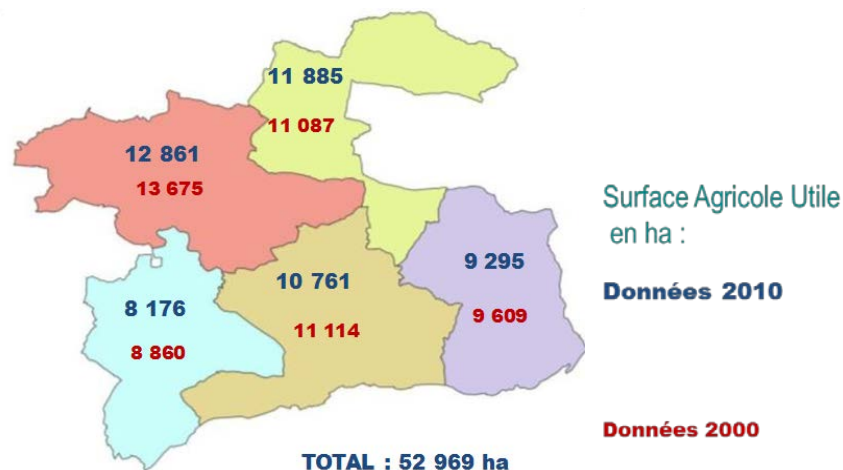 11 885
11 087
12 861
13 675
9 295
9 609
10 761
11 114
8 176
8 860
TOTAL : 52 969 ha
Surface Agricole Utile
en ha :
Données 2010
Données 2000